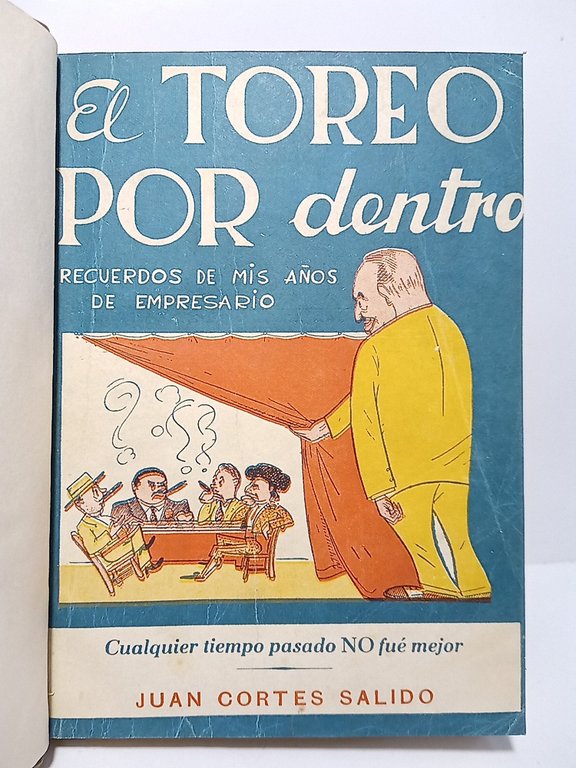 El TOREO
POR dentro
RECUERDOS DE MIS AÑOS
DE EMPRESARIO
Cualquier tiempo pasado NO fué mejor
JUAN CORTES SALIDO